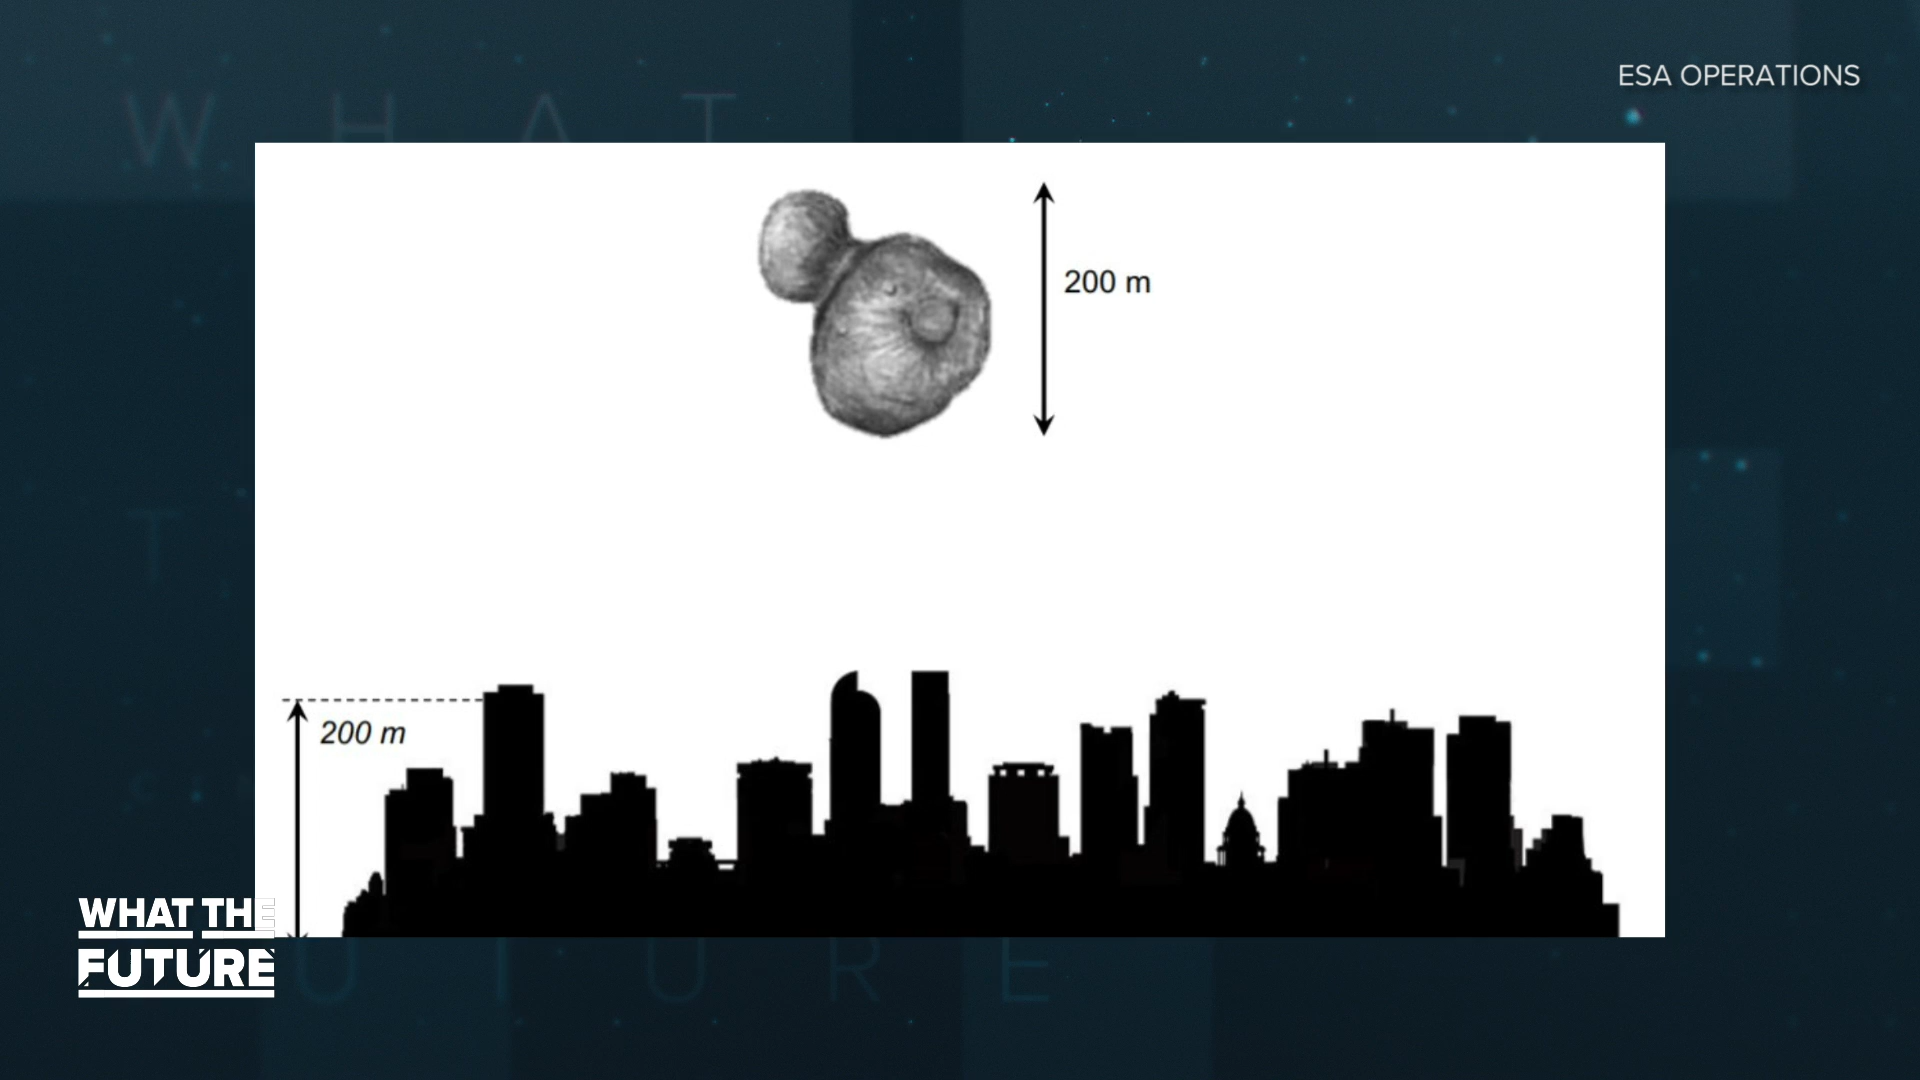 ESA OPERATIONS
W H A T
200 m
200 m
T
WHAT THE
FUTURE
U T U R E